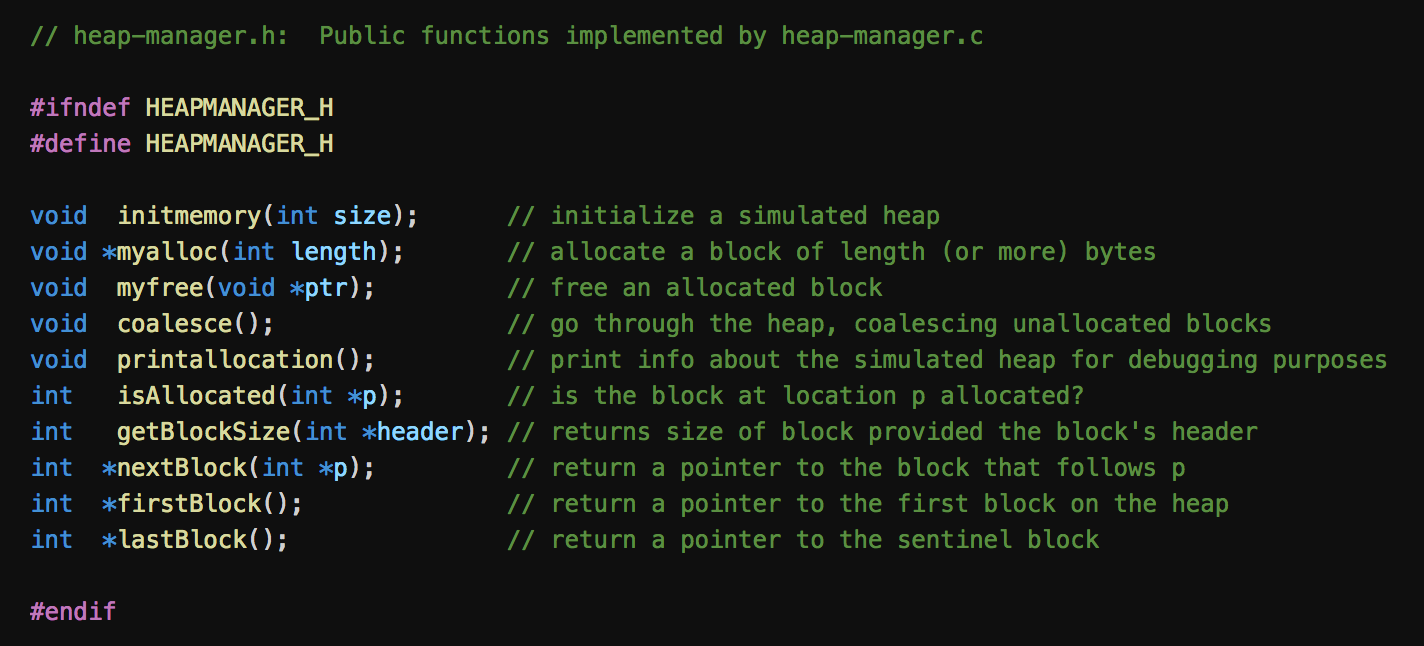 // heap-manager.h:  Public functions implemented by heap-manager.c
#ifndef HEAPMANAGER_H
#define HEAPMANAGER_H
void  initmemory(int size);      // initialize a simulated heap
void *myalloc(int length);       // allocate a block of length (or more) bytes
void  myfree(void *ptr);         // free an allocated block
void  coalesce();                // go through the heap, coalescing unallocated blocks
void  printallocation();         // print info about the simulated heap for debugging purposes
int   isAllocated(int *p);       // is the block at location p allocated?
int   getBlockSize(int *header); // returns size of block provided the block's header
int  *nextBlock(int *p);         // return a pointer to the block that follows p
int  *firstBlock();              // return a pointer to the first block on the heap
int  *lastBlock();               // return a pointer to the sentinel block
#endif